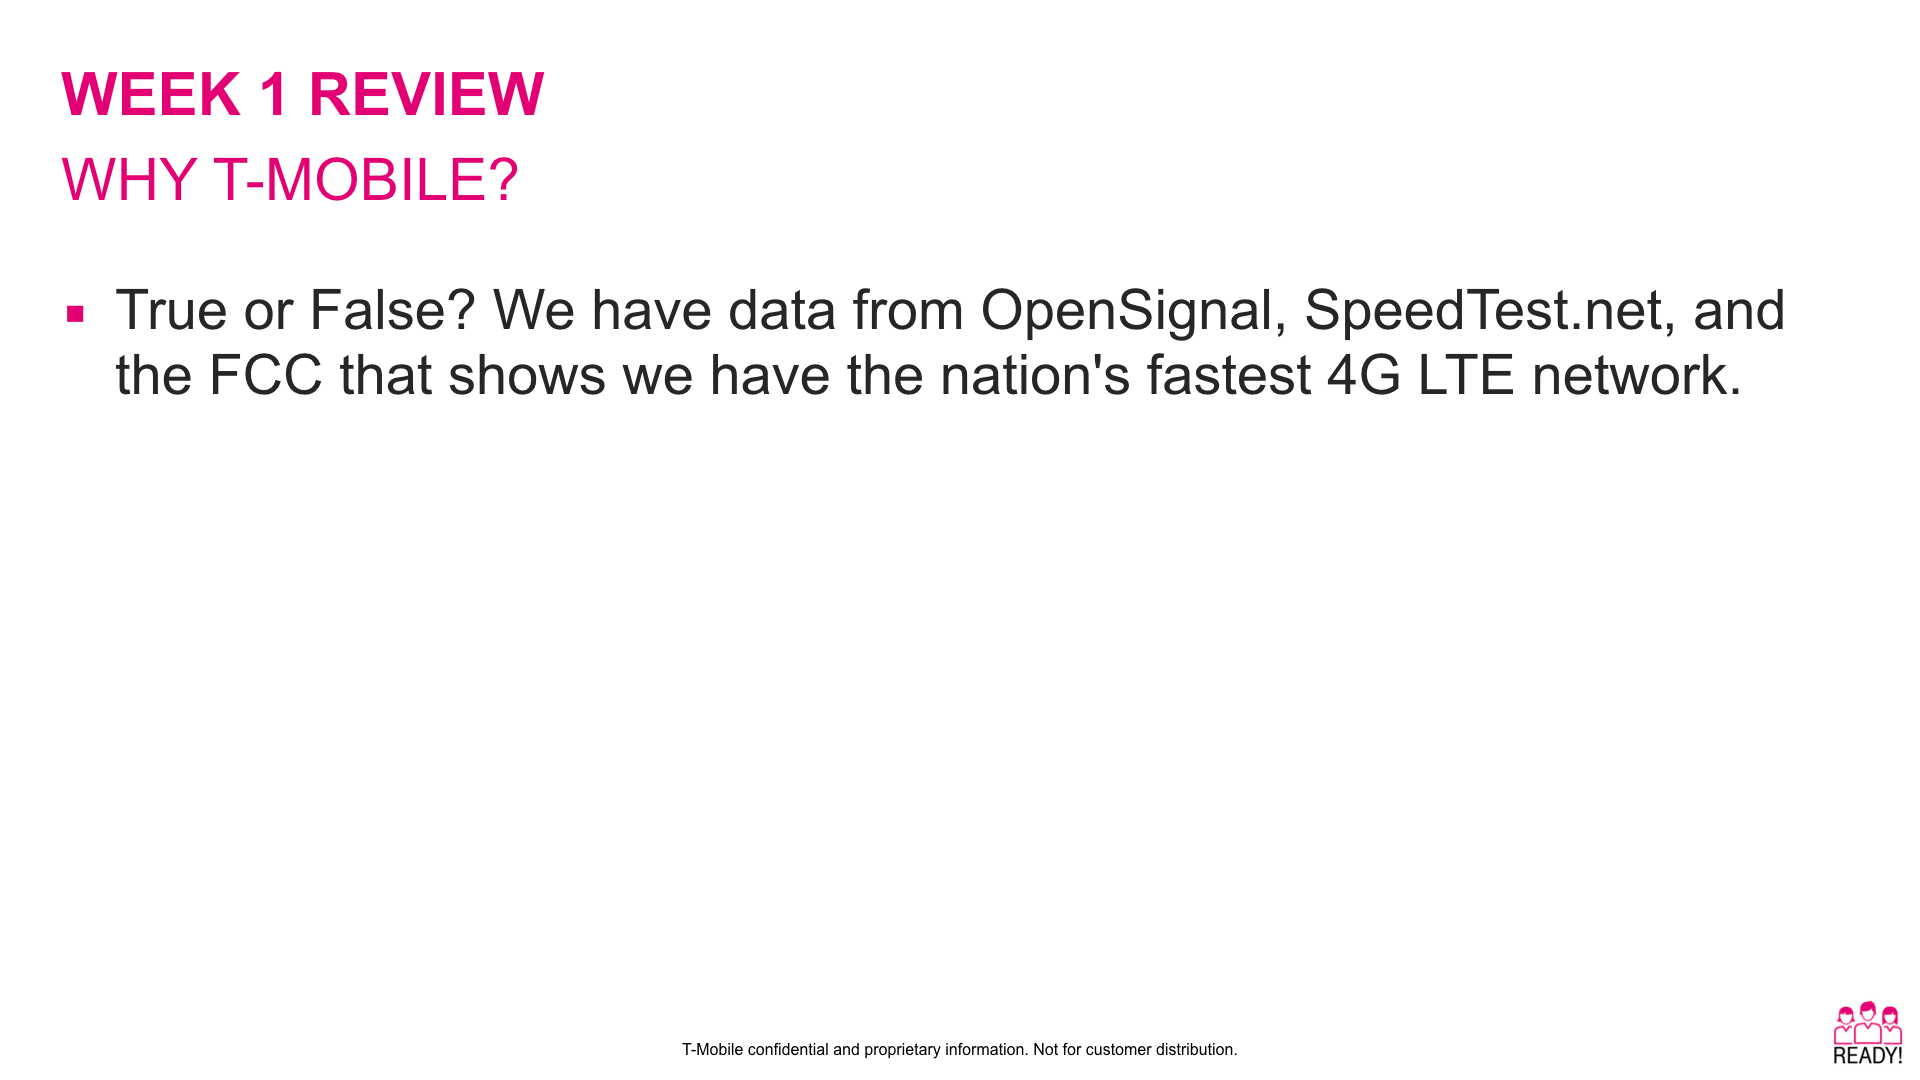 WEEK 1 REVIEW
WHY T-MOBILE?
▪ True or False? We have data from OpenSignal, SpeedTest.net, and
the FCC that shows we have the nation's fastest 4G LTE network.
T-Mobile confidential and proprietary information. Not for customer distribution.
READY!